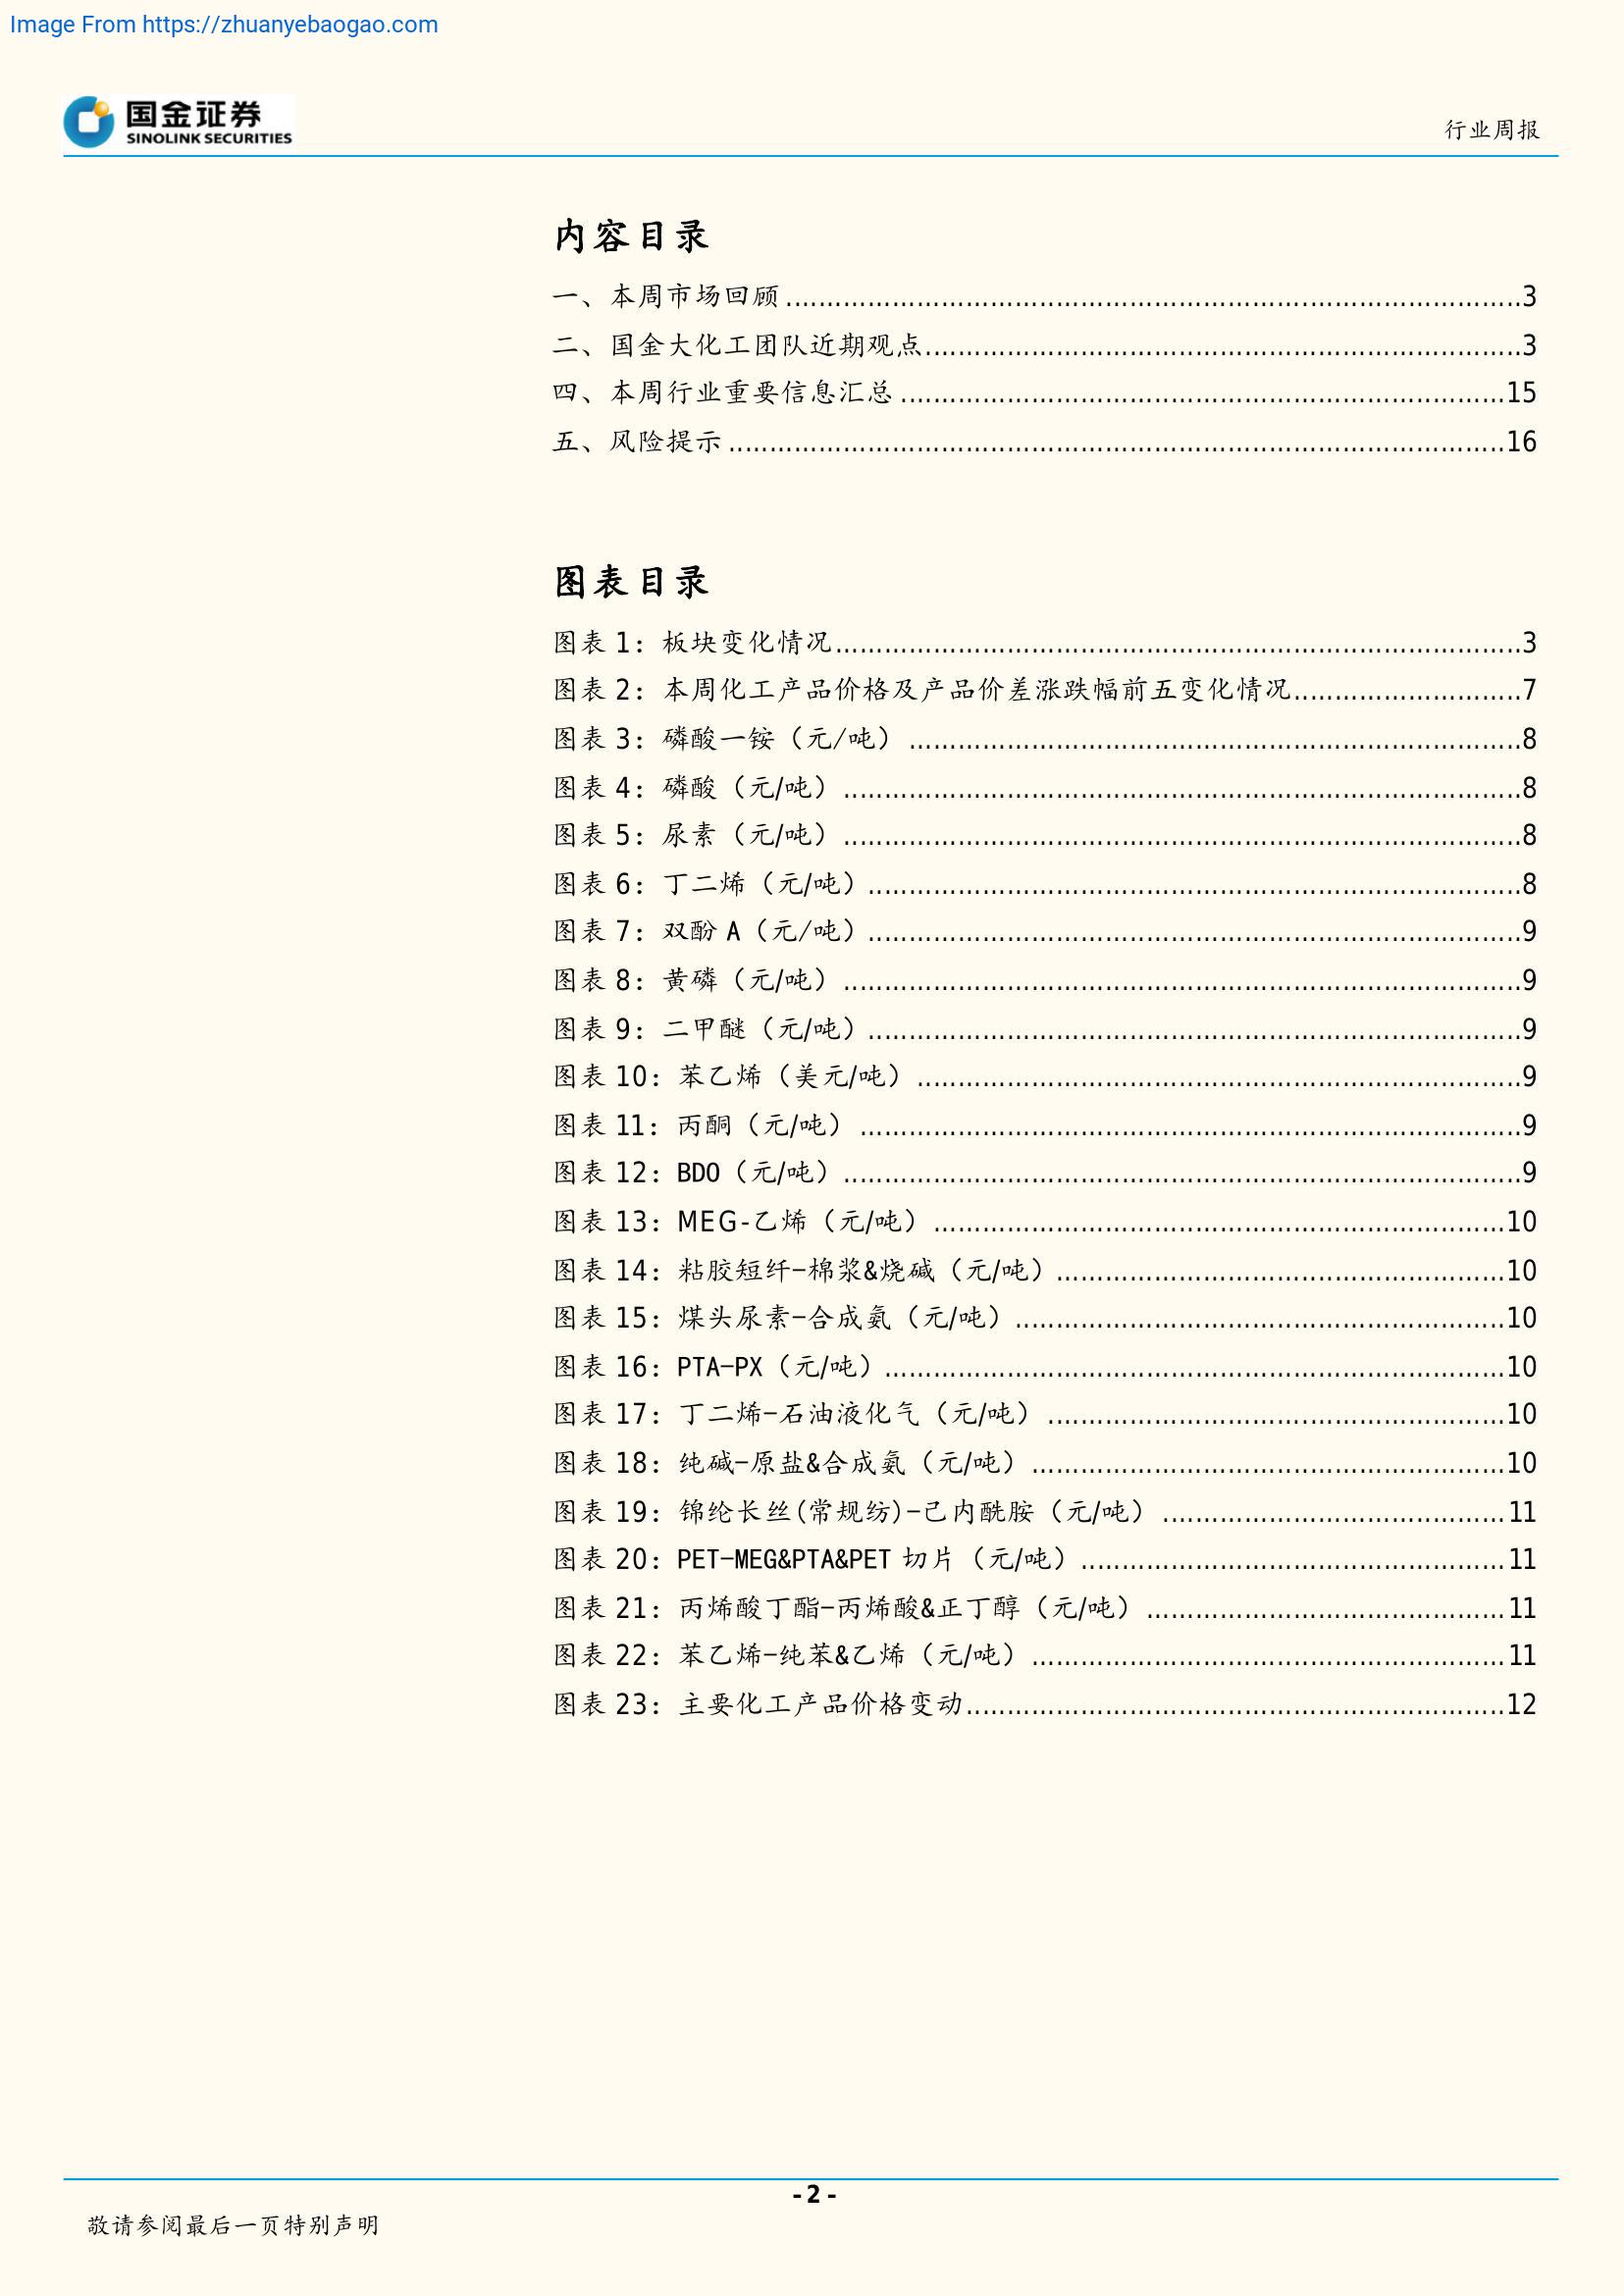 Image From https://zhuanyebaogao.com
国金证券
SINOLINK SECURITIES
行业周报
内容目录
一、本周市场回顾 ........................................................................................3
二、国金大化工团队近期观点........................................................................3
四、本周行业重要信息汇总 ........................................................................15
五、风险提示 ............................................................................................16
图表目录
图表 1：板块变化情况..................................................................................3
图表 2：本周化工产品价格及产品价差涨跌幅前五变化情况............................7
图表 3：磷酸一铵（元/吨） ..........................................................................8
图表 4：磷酸（元/吨） .................................................................................8
图表 5：尿素（元/吨） .................................................................................8
图表 6：丁二烯（元/吨）..............................................................................8
图表 7：双酚 A（元/吨）..............................................................................9
图表 8：黄磷（元/吨） .................................................................................9
图表 9：二甲醚（元/吨）..............................................................................9
图表 10：苯乙烯（美元/吨） ........................................................................9
图表 11：丙酮（元/吨） ...............................................................................9
图表 12：BDO（元/吨）................................................................................9
图表 13：MEG-乙烯（元/吨） .....................................................................10
图表 14：粘胶短纤-棉浆&烧碱（元/吨）......................................................10
图表 15：煤头尿素-合成氨（元/吨）...........................................................10
图表 16：PTA-PX（元/吨）..........................................................................10
图表 17：丁二烯-石油液化气（元/吨） .......................................................10
图表 18：纯碱-原盐&合成氨（元/吨） .........................................................10
图表 19：锦纶长丝(常规纺)-己内酰胺（元/吨） ..........................................11
图表 20：PET-MEG&PTA&PET 切片（元/吨）...................................................11
图表 21：丙烯酸丁酯-丙烯酸&正丁醇（元/吨） ...........................................11
图表 22：苯乙烯-纯苯&乙烯（元/吨） .........................................................11
图表 23：主要化工产品价格变动.................................................................12
- 2 -
敬请参阅最后一页特别声明